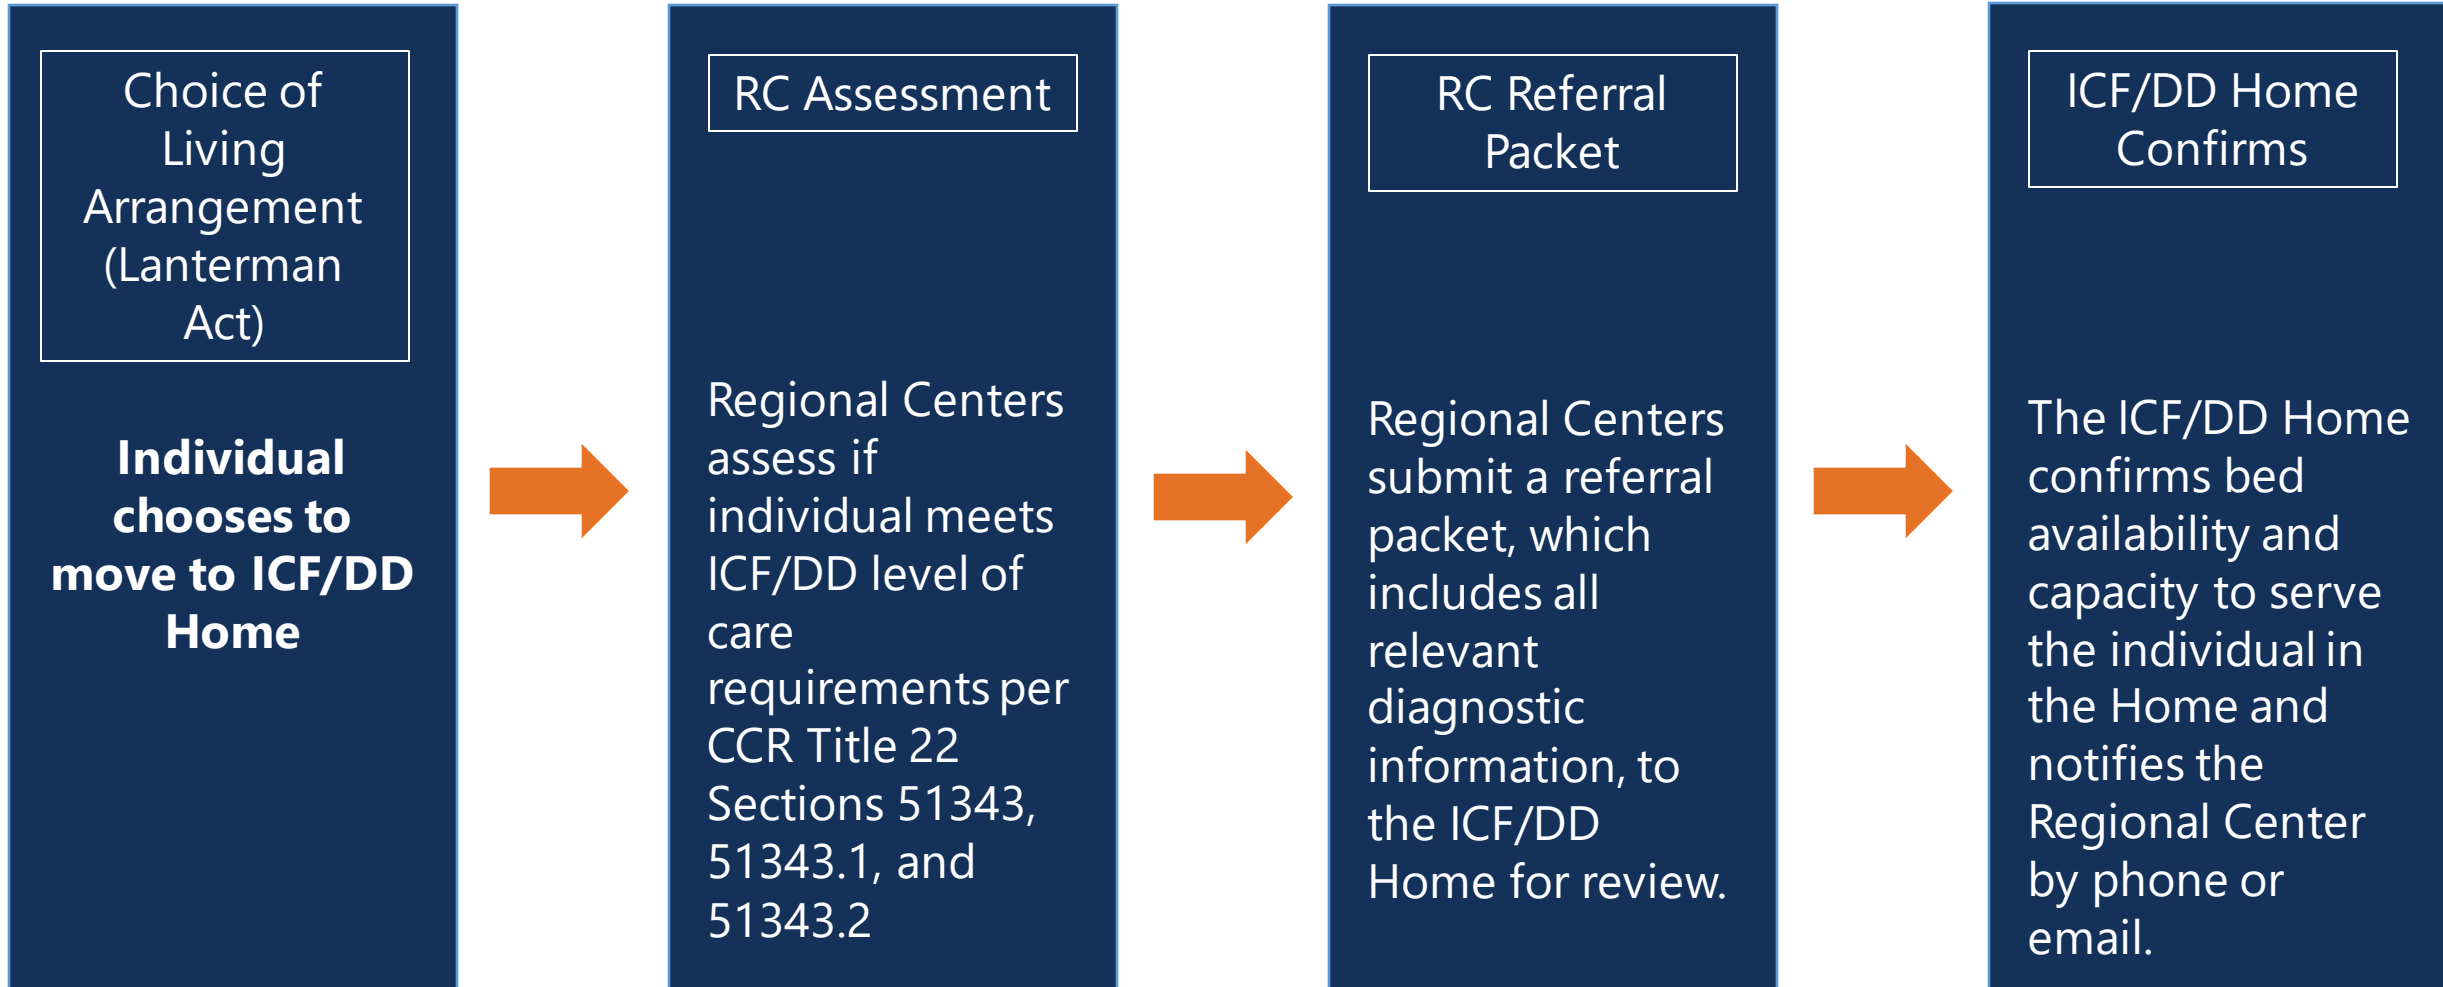 Choice of
Living
Arrangement
(Lanterman
Act)
Individual
chooses to
move to ICF/DD
Home
RC Assessment
Regional Centers
assess if
individual meets
ICF/DD level of
care
requirements per
CCR Title 22
Sections 51343,
51343.1, and
51343.2
RC Referral
Packet
Regional Centers
submit a referral
packet, which
includes all
relevant
diagnostic
information, to
the ICF/DD
Home for review.
ICF/DD Home
Confirms
The ICF/DD Home
confirms bed
availability and
capacity to serve
the individual in
the Home and
notifies the
Regional Center
by phone or
email.